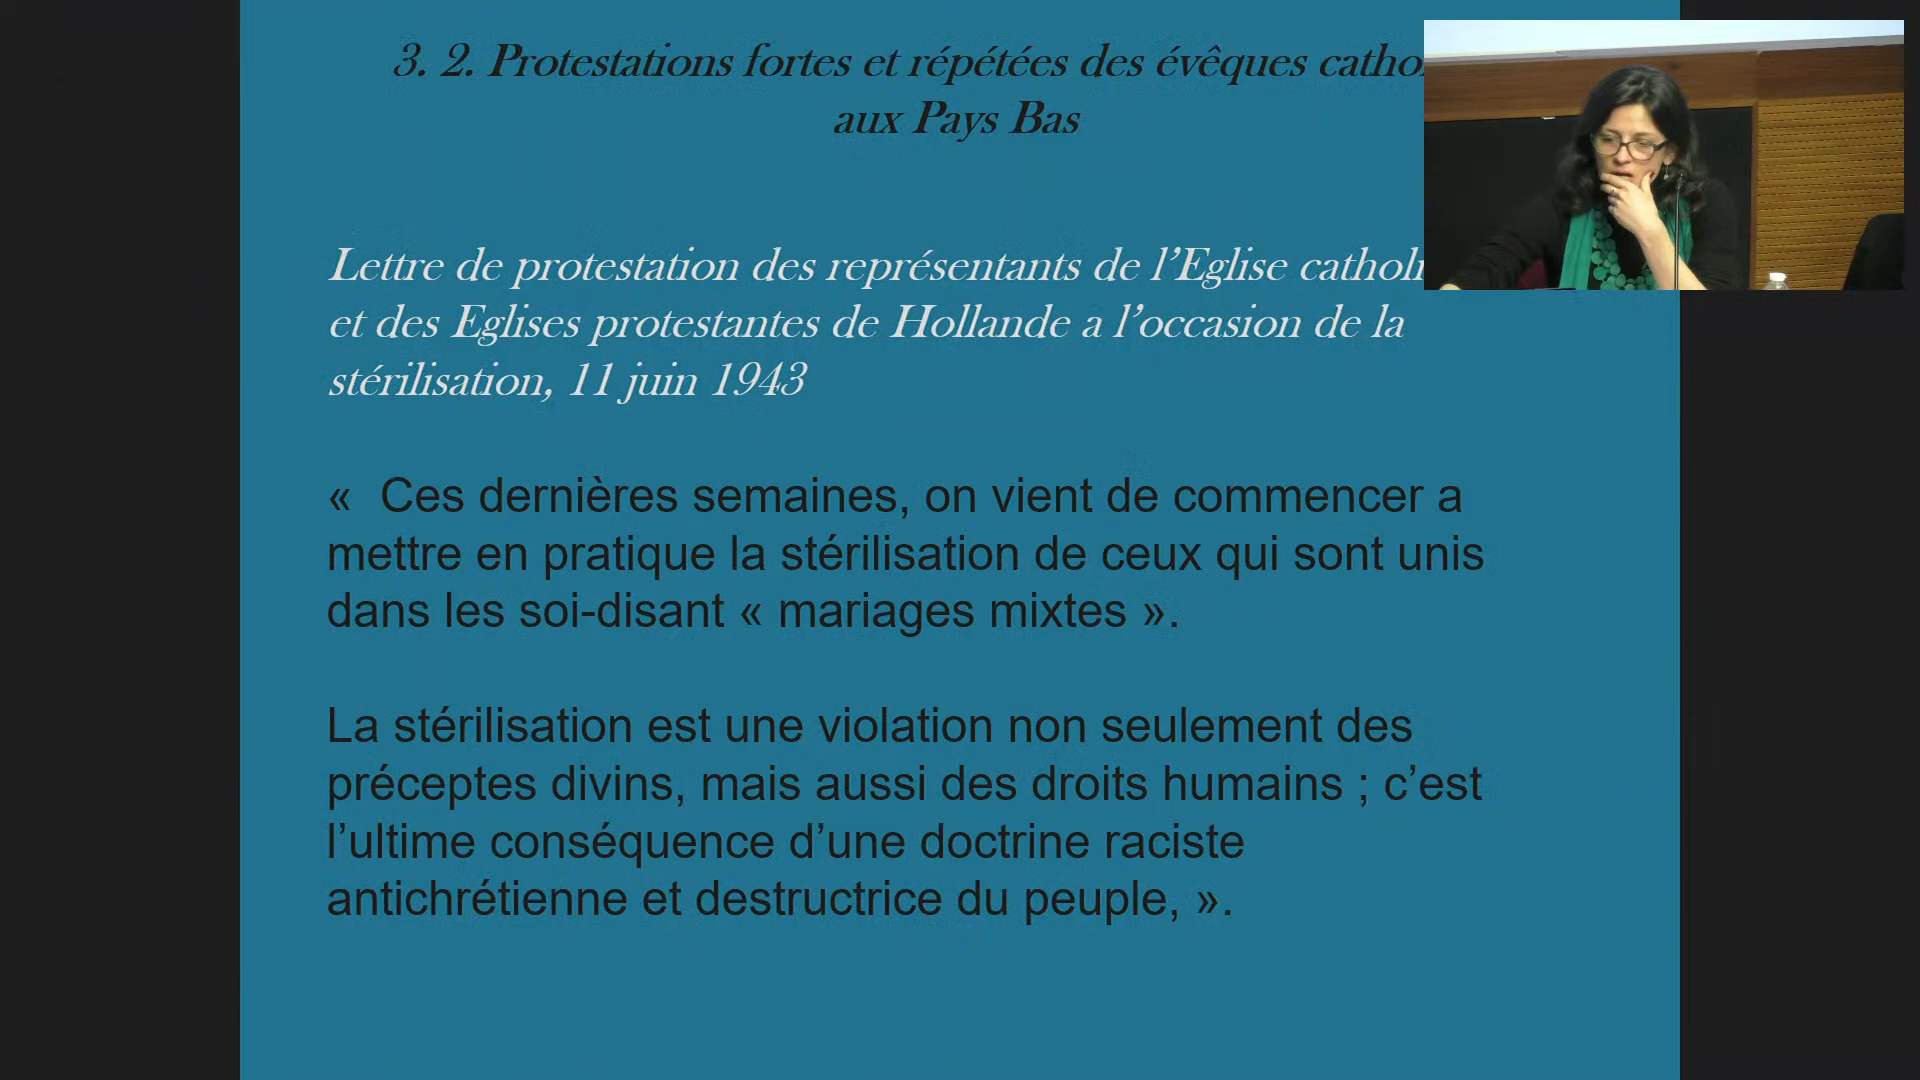 3. 2. Protestations fortes et répétées des évêques
aux Pays Bas
Lettre de protestation des représentants de l’Eglise
et des Eglises protestantes de Hollande a l’occasion de la
stérilisation, 11 juin 1943
«  Ces dernières semaines, on vient de commencer a
mettre en pratique la stérilisation de ceux qui sont unis
dans les soi-disant « mariages mixtes ».
La stérilisation est une violation non seulement des
préceptes divins, mais aussi des droits humains ; c’est
l’ultime conséquence d’une doctrine raciste
antichrétienne et destructrice du peuple, ».